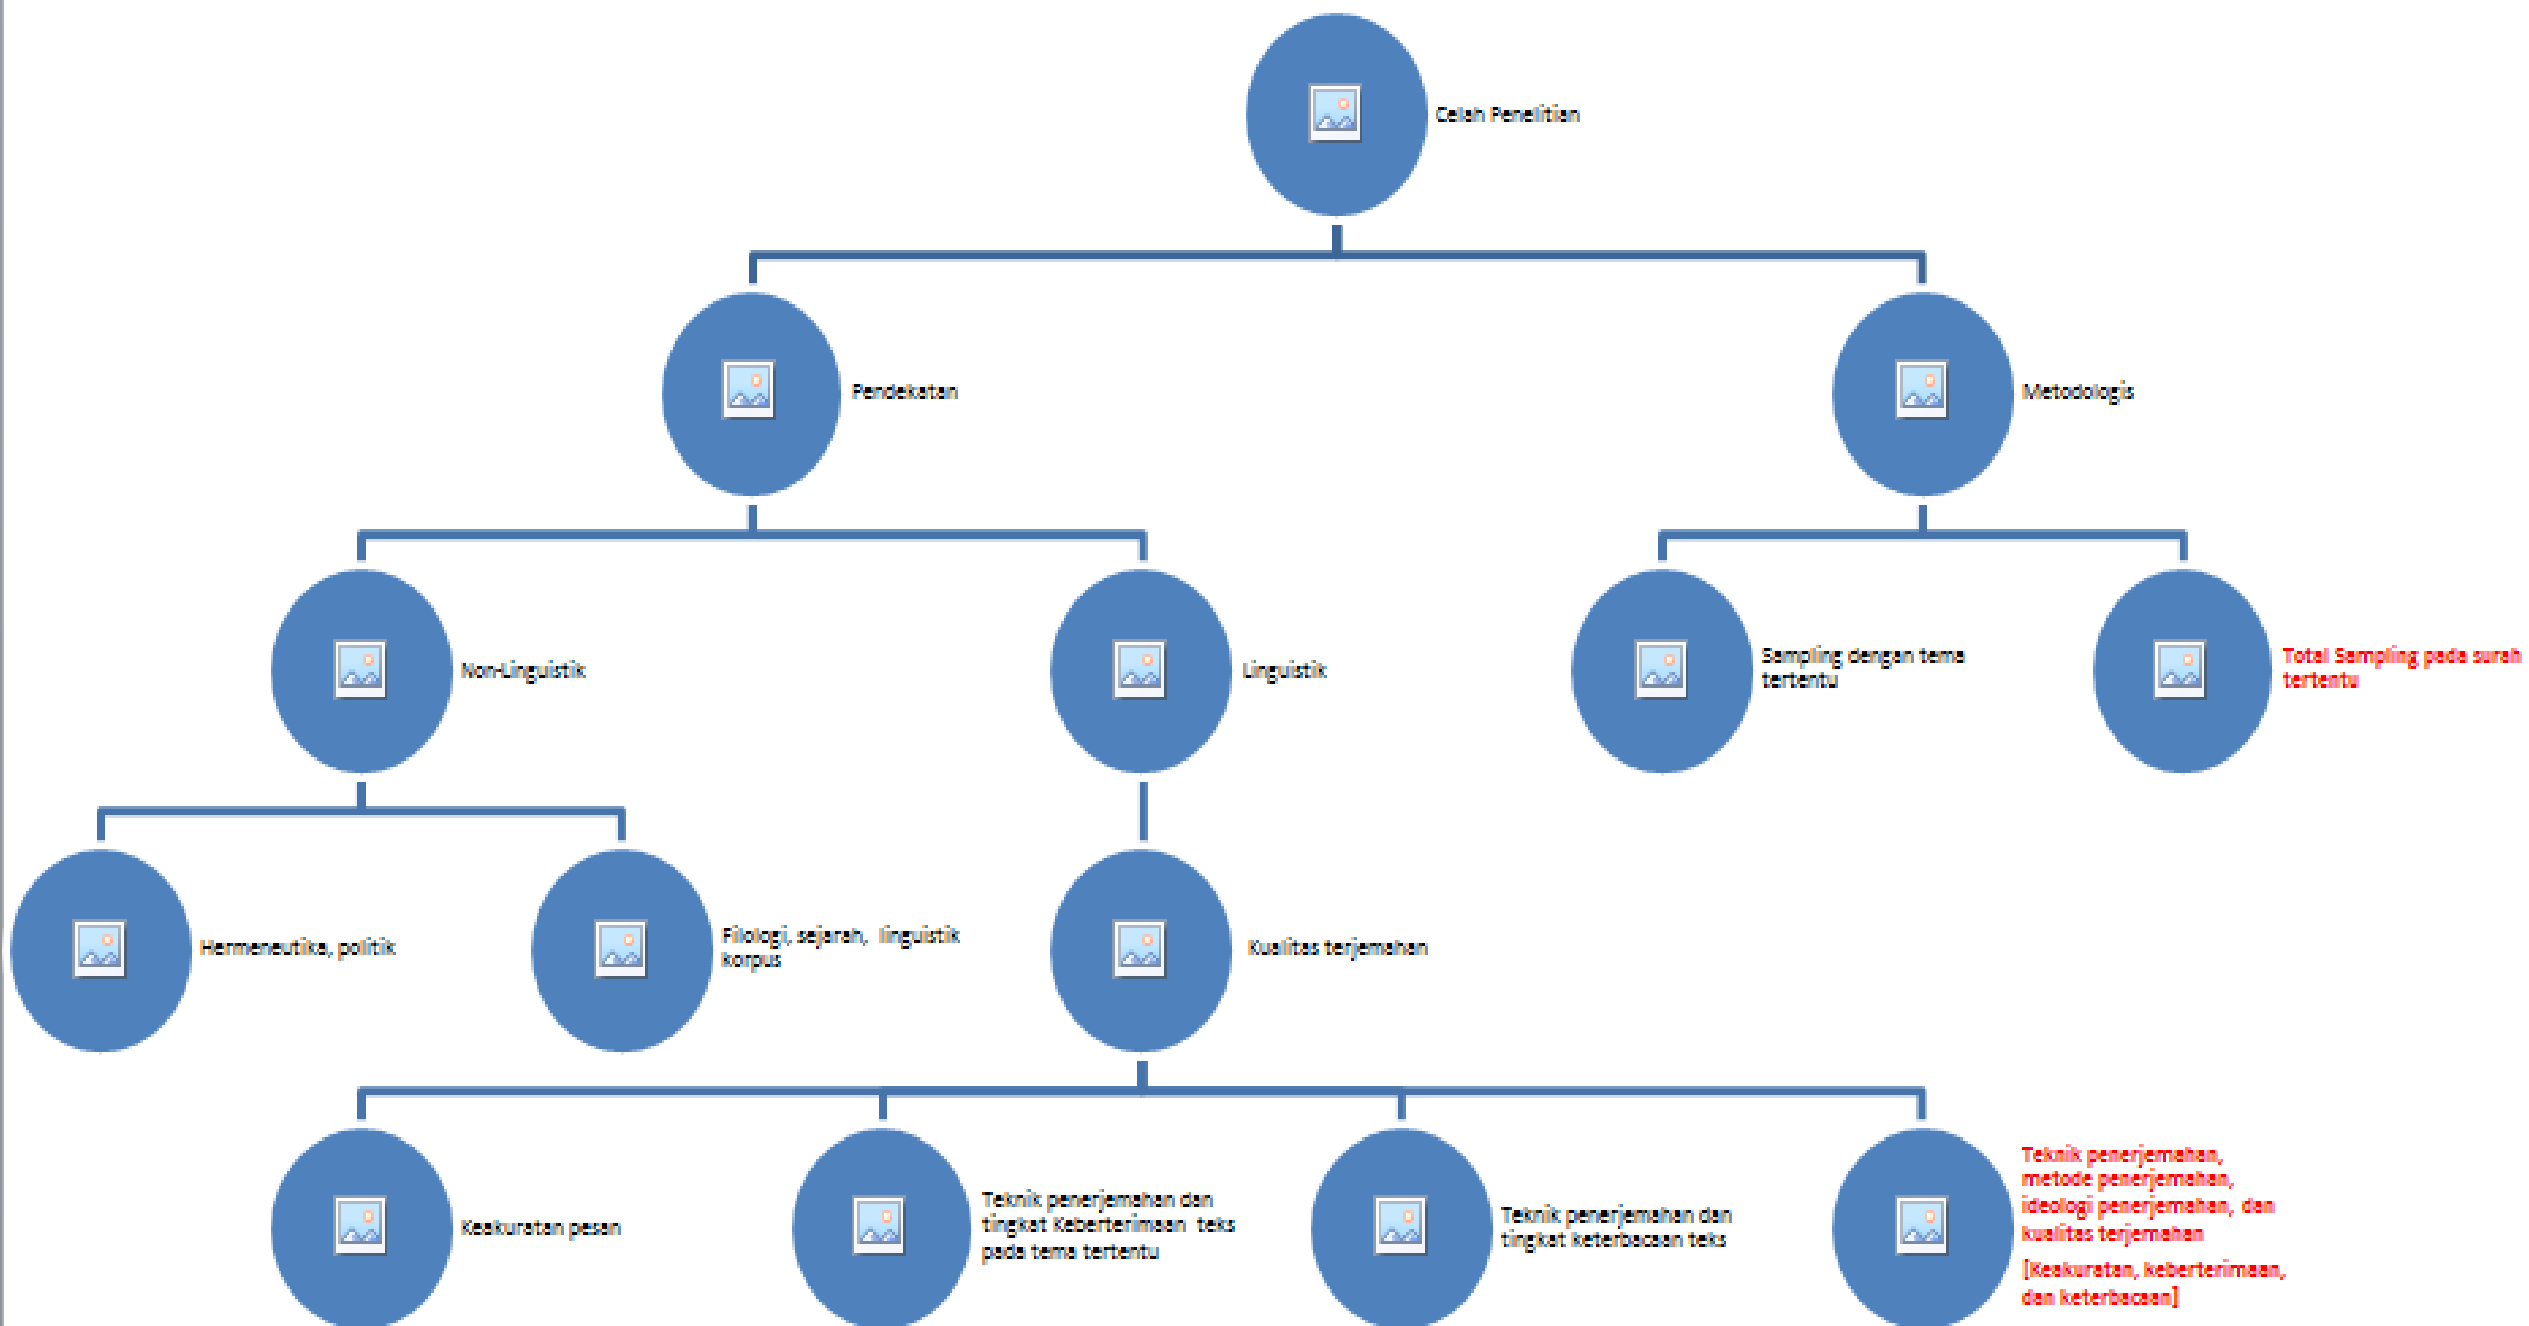 Celah Penelitian
Pendekatan
Metodologis
Non-Linguistik
Linguistik
Sampling dengan tema
tertentu
Total Sampling pada surah
tertentu
Hermeneutika, politik
Filologi, sejarah, linguistik
korpus
Kualitas terjemahan
Keakuratan pesan
Teknik penerjemahan dan
tingkat Keberterimaan teks
pada tema tertentu
Teknik penerjemahan dan
tingkat keterbacaan teks
Teknik penerjemahan,
metode penerjemahan,
ideologi penerjemahan, dan
kualitas terjemahan
[Keakuratan, keberterimaan,
dan keterbacaan]